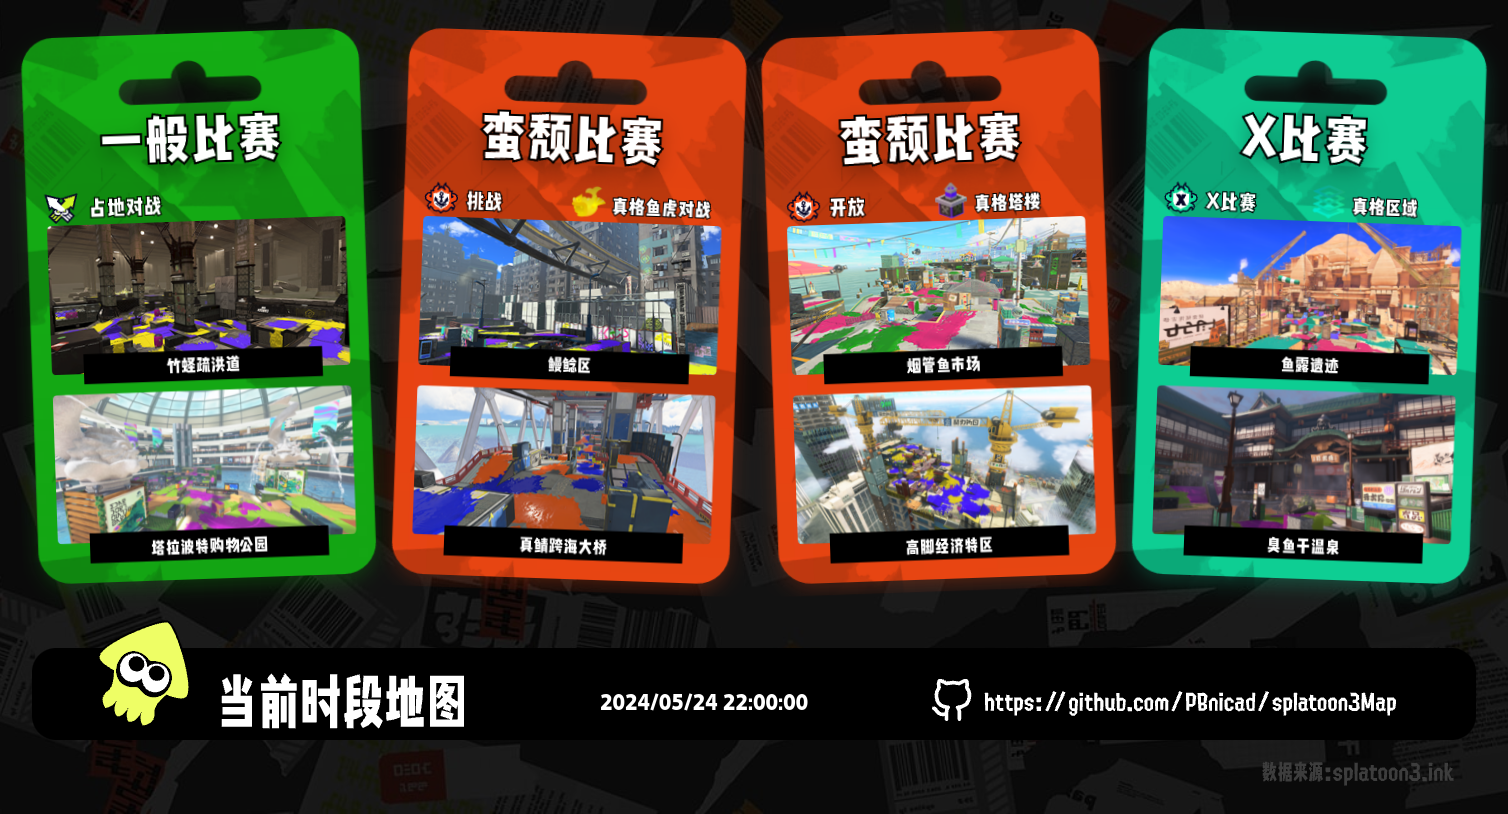 一般比赛
占地对战
竹蛏疏洪道
塔拉波特购物公园
蛮颓比赛
挑战
真格鱼虎对战
鳗鲶区
真鲭跨海大桥
蛮颓比赛
开放
真格塔楼
烟管鱼市场
高脚经济特区
X比赛
X比赛
真格区域
鱼露遗迹
臭鱼干温泉
当前时段地图
2024/05/24 22:00:00
https://github.com/PBnicad/splatoon3Map
数据来源:splatoon3.ink